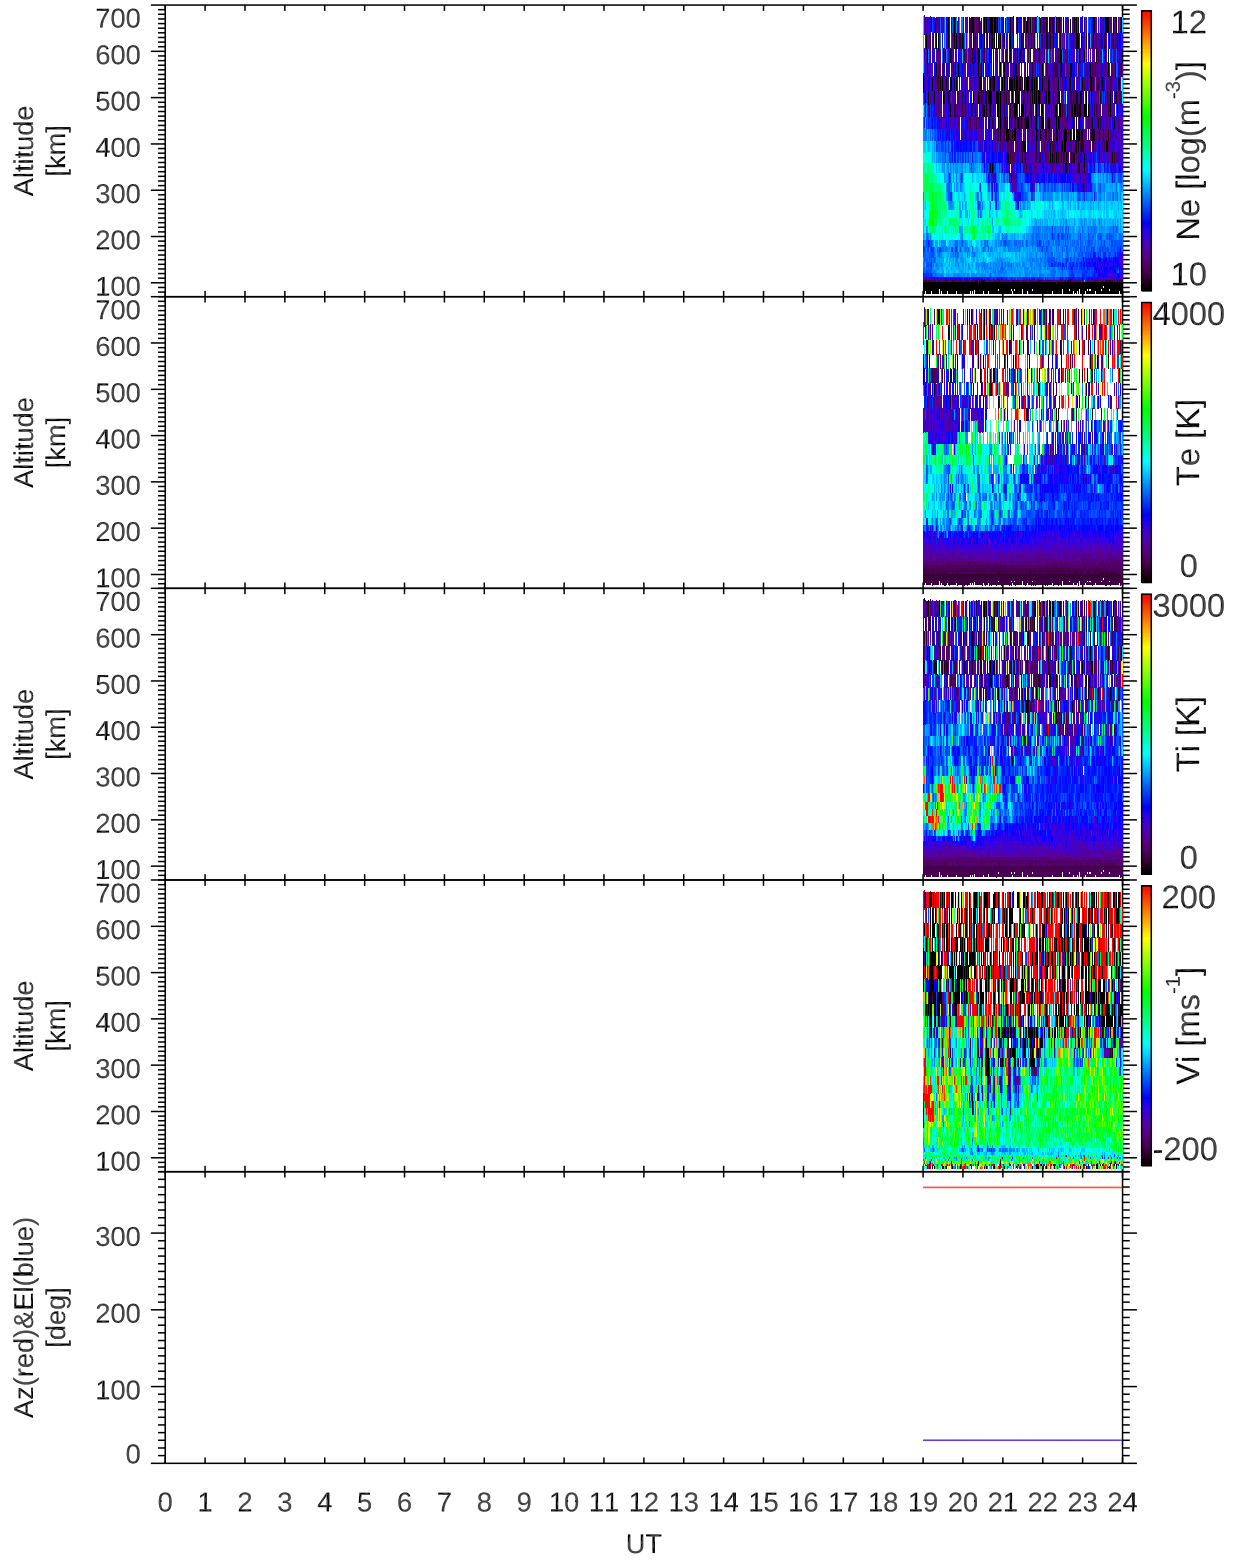 700
600
500
400
300
200
100
Altitude
[km]
12
10
Ne [log(m⁻³)]
700
600
500
400
300
200
100
Altitude
[km]
4000
0
Te [K]
700
600
500
400
300
200
100
Altitude
[km]
3000
0
Ti [K]
700
600
500
400
300
200
100
Altitude
[km]
200
-200
Vi [ms⁻¹]
300
200
100
0
Az(red)&El(blue)
[deg]
0 1 2 3 4 5 6 7 8 9 10 11 12 13 14 15 16 17 18 19 20 21 22 23 24
UT